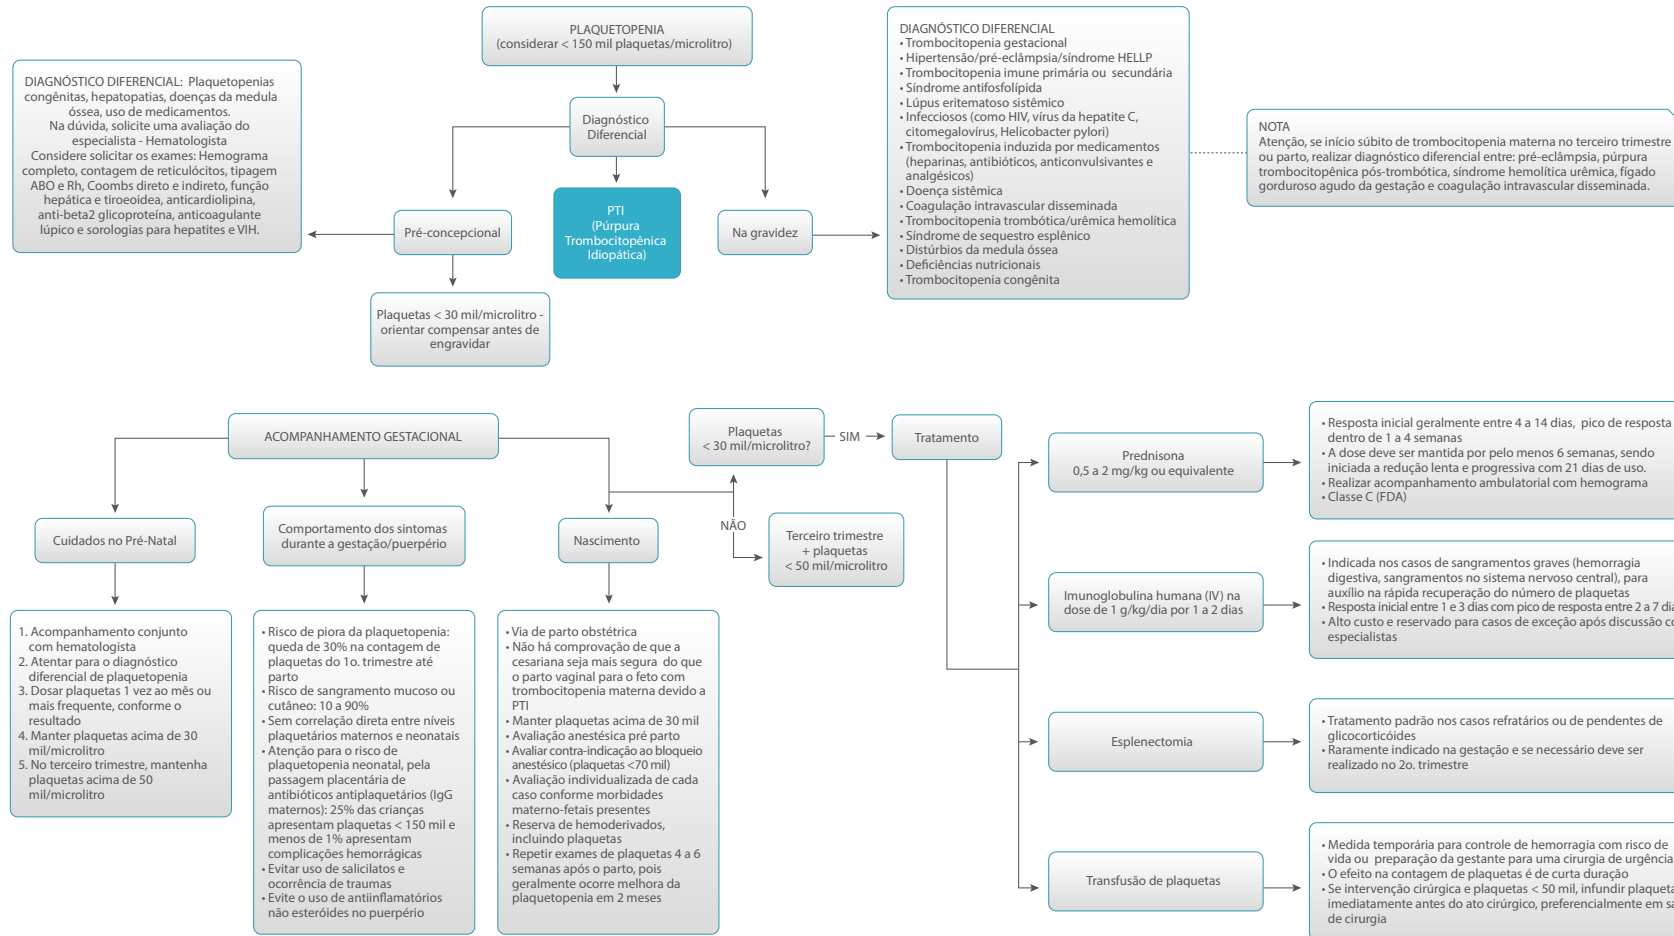 PLAQUETOPENIA
(considerar < 150 mil plaquetas/microlitro)
DIAGNÓSTICO DIFERENCIAL: Plaquetopenias
congênitas, hepatopatias, doenças da medula
óssea, uso de medicamentos.
Na dúvida, solicite uma avaliação do
especialista - Hematologista
Considere solicitar os exames: Hemograma
completo, contagem de reticulócitos, tipagem
ABO e Rh, Coombs direto e indireto, função
hepática e tiroeoidea, anticardiolipina,
anti-beta2 glicoproteína, anticoagulante
lúpico e sorologias para hepatites e VIH.
Diagnóstico
Diferencial
PTI
(Púrpura
Trombocitopênica
Idiopática)
Pré-concepcional
Na gravidez
Plaquetas < 30 mil/microlitro -
orientar compensar antes de
engravidar
DIAGNÓSTICO DIFERENCIAL
• Trombocitopenia gestacional
• Hipertensão/pré-eclâmpsia/síndrome HELLP
• Trombocitopenia imune primária ou secundária
• Síndrome antifosfolípida
• Lúpus eritematoso sistêmico
• Infecciosos (como HIV, vírus da hepatite C,
citomegalovírus, Helicobacter pylori)
• Trombocitopenia induzida por medicamentos
(heparinas, antibióticos, anticonvulsivantes e
analgésicos)
• Doença sistêmica
• Coagulação intravascular disseminada
• Trombocitopenia trombótica/urêmica hemolítica
• Síndrome de sequestro esplênico
• Distúrbios da medula óssea
• Deficiências nutricionais
• Trombocitopenia congênita
NOTA
Atenção, se início súbito de trombocitopenia materna no terceiro trimestre
ou parto, realizar diagnóstico diferencial entre: pré-eclâmpsia, púrpura
trombocitopênica pós-trombótica, síndrome hemolítica urêmica, fígado
gorduroso agudo da gestação e coagulação intravascular disseminada.
ACOMPANHAMENTO GESTACIONAL
Cuidados no Pré-Natal
Comportamento dos sintomas
durante a gestação/puerpério
Nascimento
1. Acompanhamento conjunto
com hematologista
2. Atentar para o diagnóstico
diferencial de plaquetopenia
3. Dosar plaquetas 1 vez ao mês ou
mais frequente, conforme o
resultado
4. Manter plaquetas acima de 30
mil/microlitro
5. No terceiro trimestre, mantenha
plaquetas acima de 50
mil/microlitro
• Risco de piora da plaquetopenia:
queda de 30% na contagem de
plaquetas do 1o. trimestre até
parto
• Risco de sangramento mucoso ou
cutâneo: 10 a 90%
• Sem correlação direta entre níveis
plaquetários maternos e neonatais
• Atenção para o risco de
plaquetopenia neonatal, pela
passagem placentária de
antibióticos antiplaquetários (IgG
maternos): 25% das crianças
apresentam plaquetas < 150 mil e
menos de 1% apresentam
complicações hemorrágicas
• Evitar uso de salicilatos e
ocorrência de traumas
• Evite o uso de antiinflamatórios
não esteróides no puerpério
• Via de parto obstétrica
• Não há comprovação de que a
cesariana seja mais segura do que
o parto vaginal para o feto com
trombocitopenia materna devido a
PTI
• Manter plaquetas acima de 30 mil
• Avaliação anestésica pré parto
• Avaliar contra-indicação ao bloqueio
anestésico (plaquetas <70 mil)
• Avaliação individualizada de cada
caso conforme morbidades
materno-fetais presentes
• Reserva de hemoderivados,
incluindo plaquetas
• Repetir exames de plaquetas 4 a 6
semanas após o parto, pois
geralmente ocorre melhora da
plaquetopenia em 2 meses
Plaquetas
< 30 mil/microlitro?
SIM
NÃO
Terceiro trimestre
+ plaquetas
< 50 mil/microlitro
Tratamento
Prednisona
0,5 a 2 mg/kg ou equivalente
• Resposta inicial geralmente entre 4 a 14 dias, pico de resposta
dentro de 1 a 4 semanas
• A dose deve ser mantida por pelo menos 6 semanas, sendo
iniciada a redução lenta e progressiva com 21 dias de uso.
• Realizar acompanhamento ambulatorial com hemograma
• Classe C (FDA)
Imunoglobulina humana (IV) na
dose de 1 g/kg/dia por 1 a 2 dias
• Indicada nos casos de sangramentos graves (hemorragia
digestiva, sangramentos no sistema nervoso central), para
auxílio na rápida recuperação do número de plaquetas
• Resposta inicial entre 1 e 3 dias com pico de resposta entre 2 a 7
• Alto custo e reservado para casos de exceção após discussão
especialistas
Esplenectomia
• Tratamento padrão nos casos refratários ou de pendentes de
glicocorticóides
• Raramente indicado na gestação e se necessário deve ser
realizado no 2o. trimestre
Transfusão de plaquetas
• Medida temporária para controle de hemorragia com risco de
vida ou preparação da gestante para uma cirurgia de urgência
• O efeito na contagem de plaquetas é de curta duração
• Se intervenção cirúrgica e plaquetas < 50 mil, infundir
imediatamente antes do ato cirúrgico, preferencialmente em
de cirurgia